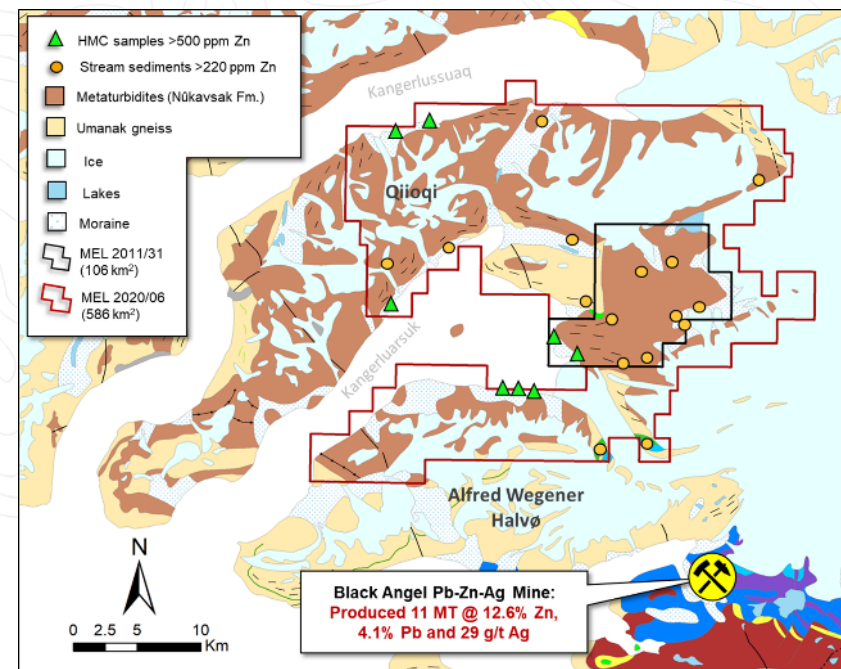 HMC samples >500 ppm Zn
Stream sediments >220 ppm Zn
Metaturbidites (Nûkavsak Fm.)
Umanak gneiss
Ice
Lakes
Moraine
MEL 2011/31
(106 km²)
MEL 2020/06
(586 km²)
Kangerlussuaq
Qiioqi
Kangerluarsuk
Alfred Wegener
Halvø
N
0 2.5 5 10
Km
Black Angel Pb-Zn-Ag Mine:
Produced 11 MT @ 12.6% Zn,
4.1% Pb and 29 g/t Ag